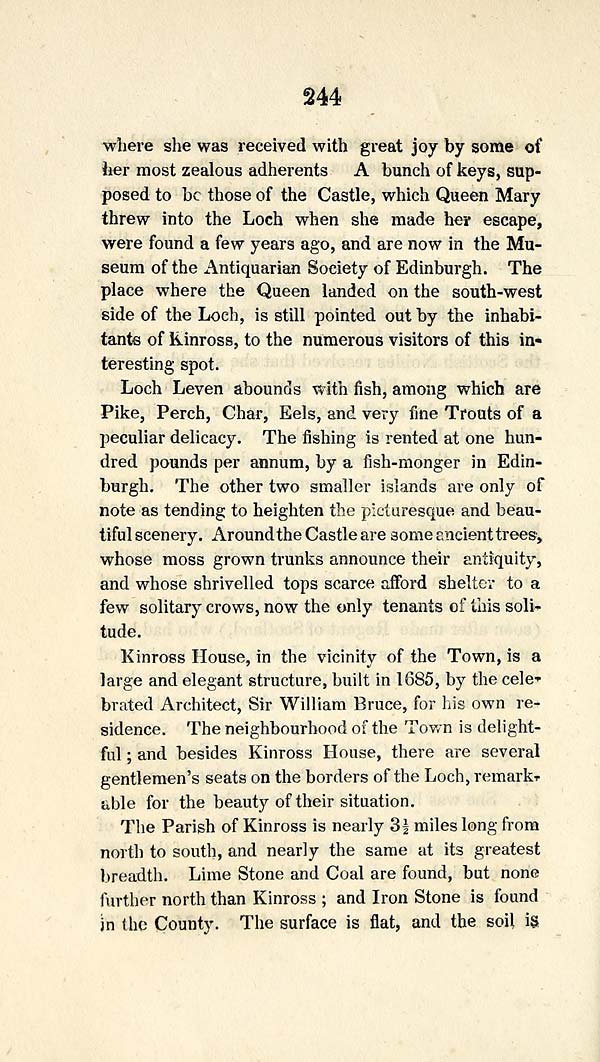 244
where she was received with great joy by some of
her most zealous adherents A bunch of keys, sup-
posed to be those of the Castle, which Queen Mary
threw into the Loch when she made her escape,
were found a few years ago, and are now in the Mu-
seum of the Antiquarian Society of Edinburgh. The
place where the Queen landed on the south-west
side of the Loch, is still pointed out by the inhabi-
tants of Kinross, to the numerous visitors of this in-
teresting spot.
Loch Leven abounds with fish, among which are
Pike, Perch, Char, Eels, and very fine Trouts of a
peculiar delicacy. The fishing is rented at one hun-
dred pounds per annum, by a fish-monger in Edin-
burgh. The other two smaller islands are only of
note as tending to heighten the picturesque and beau-
tiful scenery. Around the Castle are some ancient trees,
whose moss grown trunks announce their antiquity,
and whose shrivelled tops scarce afford shelter to a
few solitary crows, now the only tenants of this soli-
tude.
Kinross House, in the vicinity of the Town, is a
large and elegant structure, built in 1685, by the cele-
brated Architect, Sir William Bruce, for his own re-
sidence. The neighbourhood of the Town is delight-
ful; and besides Kinross House, there are several
gentlemen's seats on the borders of the Loch, remark-
able for the beauty of their situation.
The Parish of Kinross is nearly 3½ miles long from
north to south, and nearly the same at its greatest
breadth. Lime Stone and Coal are found, but none
further north than Kinross; and Iron Stone is found
in the County. The surface is flat, and the soil is